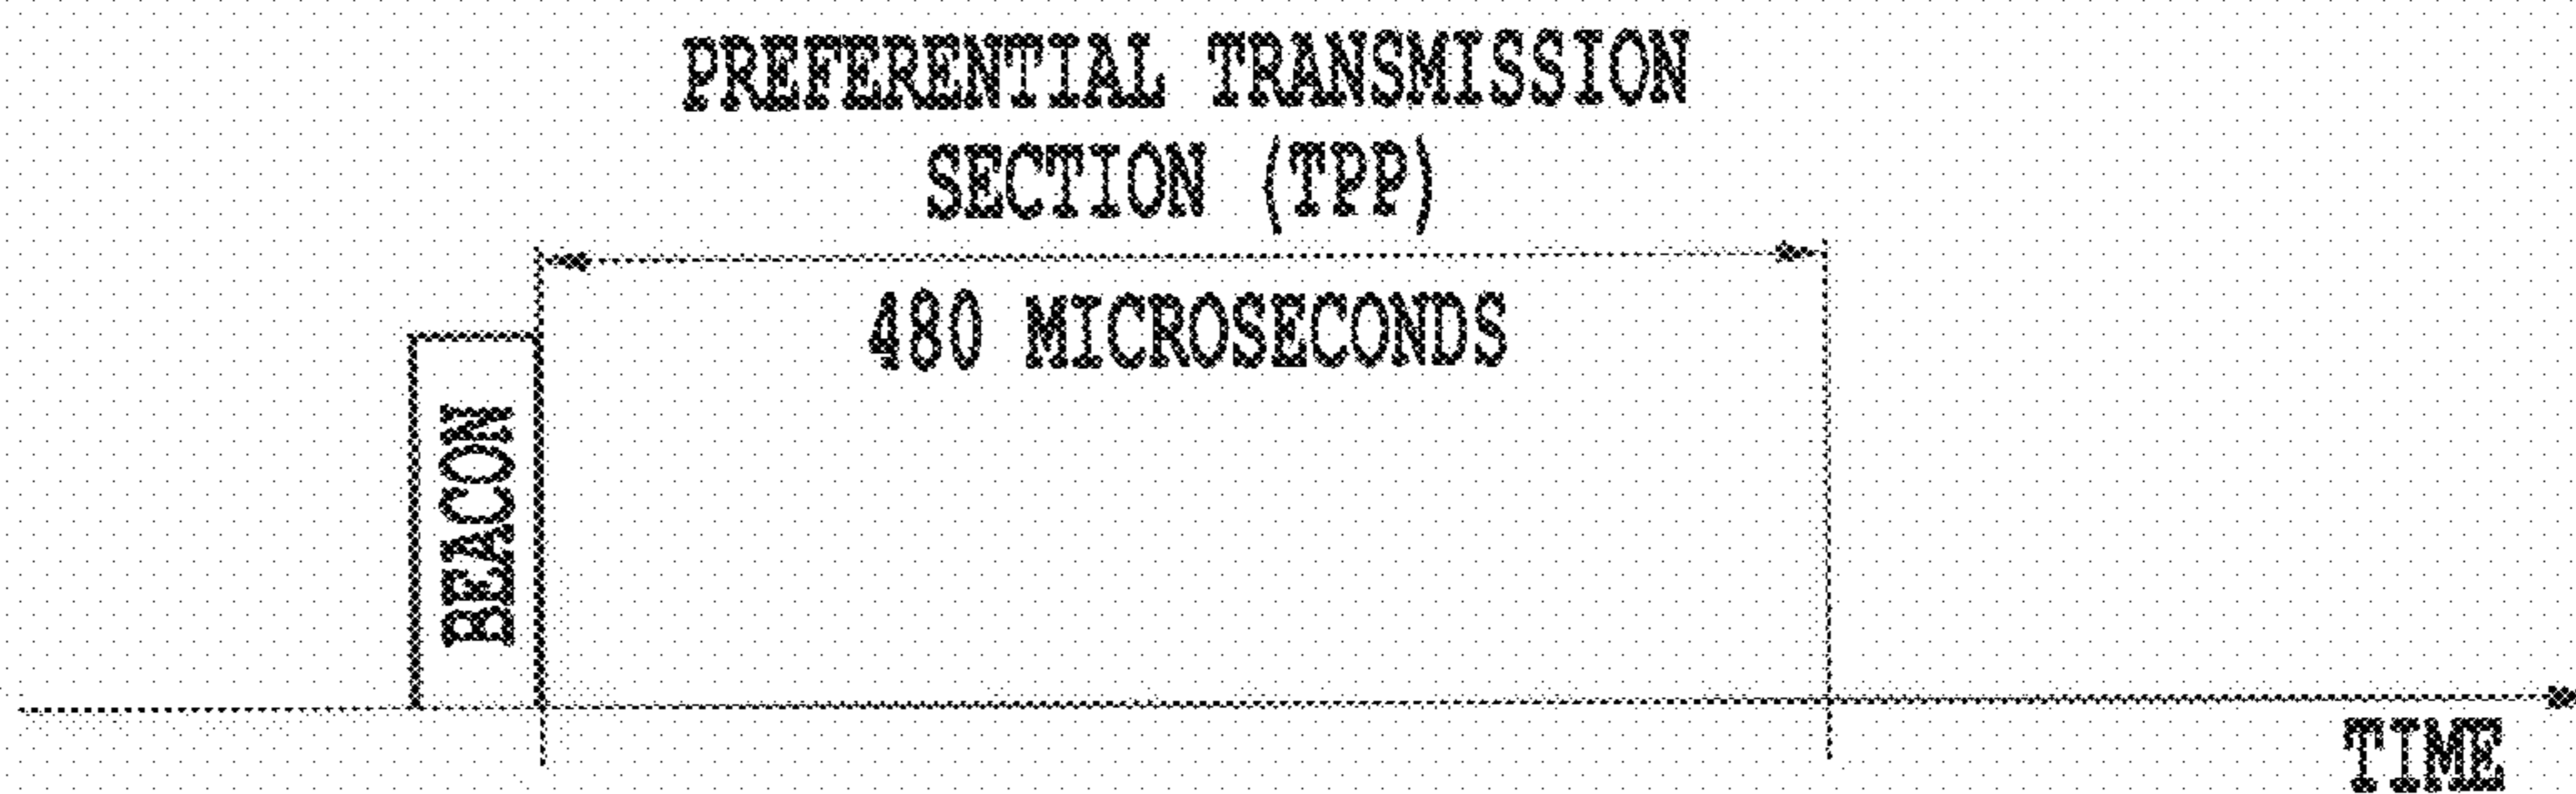 PREFERENTIAL TRANSMISSION
SECTION (TPP)
480 MICROSECONDS
BEACON
TIME